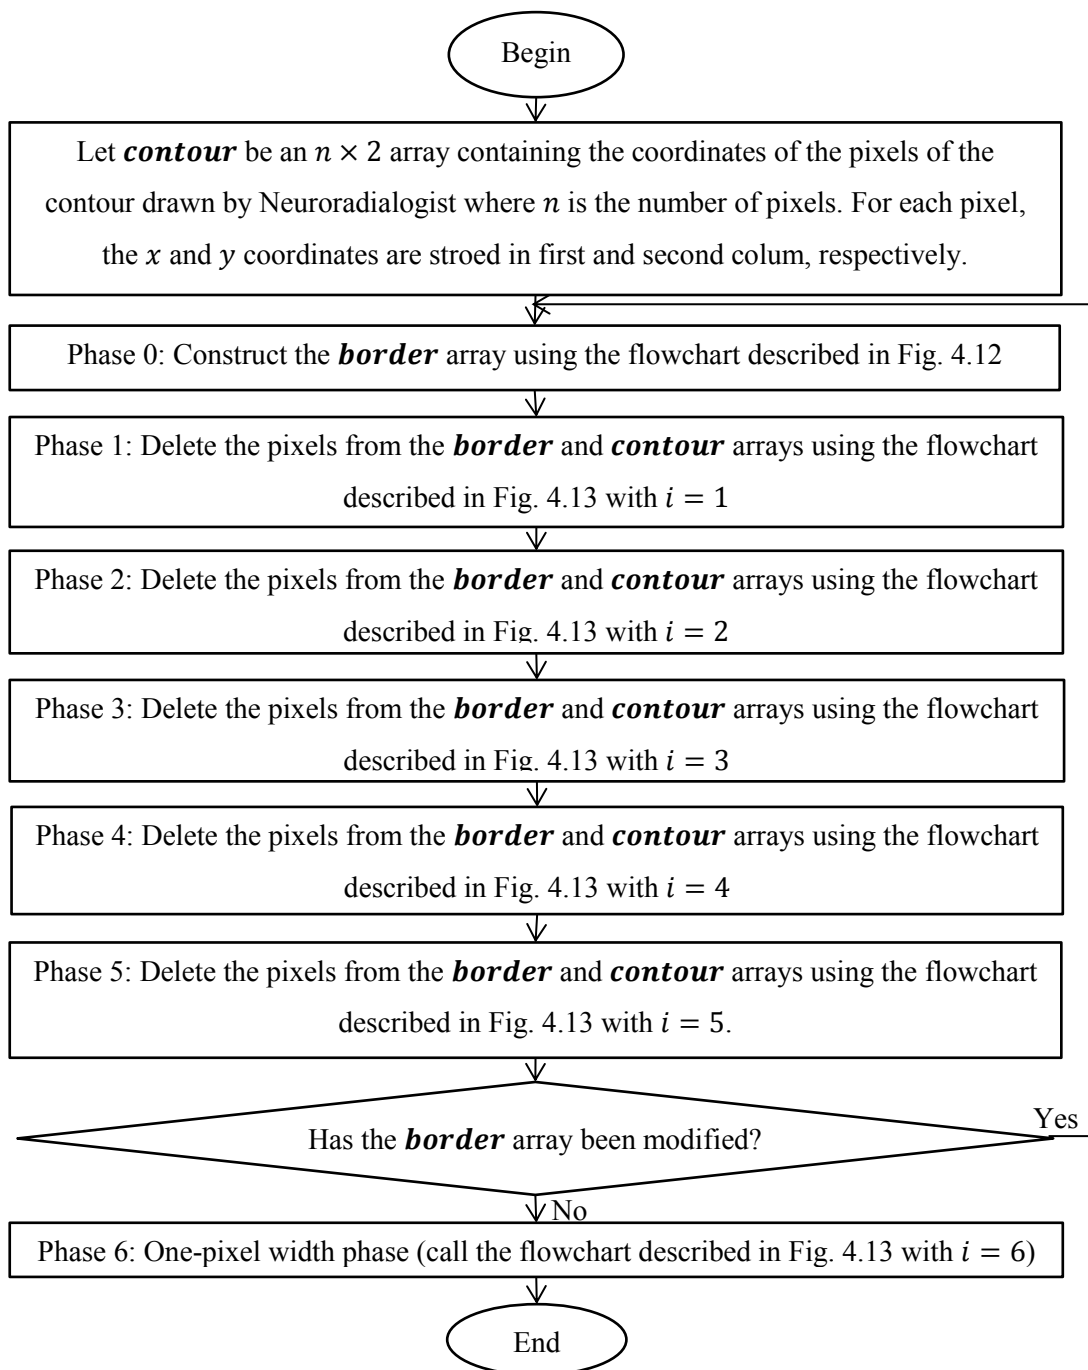 Begin
Let contour be an n × 2 array containing the coordinates of the pixels of the
contour drawn by Neuroradialogist where n is the number of pixels. For each pixel,
the x and y coordinates are stroed in first and second colum, respectively.
Phase 0: Construct the border array using the flowchart described in Fig. 4.12
Phase 1: Delete the pixels from the border and contour arrays using the flowchart
described in Fig. 4.13 with i = 1
Phase 2: Delete the pixels from the border and contour arrays using the flowchart
described in Fig. 4.13 with i = 2
Phase 3: Delete the pixels from the border and contour arrays using the flowchart
described in Fig. 4.13 with i = 3
Phase 4: Delete the pixels from the border and contour arrays using the flowchart
described in Fig. 4.13 with i = 4
Phase 5: Delete the pixels from the border and contour arrays using the flowchart
described in Fig. 4.13 with i = 5.
Yes
Has the border array been modified?
No
Phase 6: One-pixel width phase (call the flowchart described in Fig. 4.13 with i = 6)
End